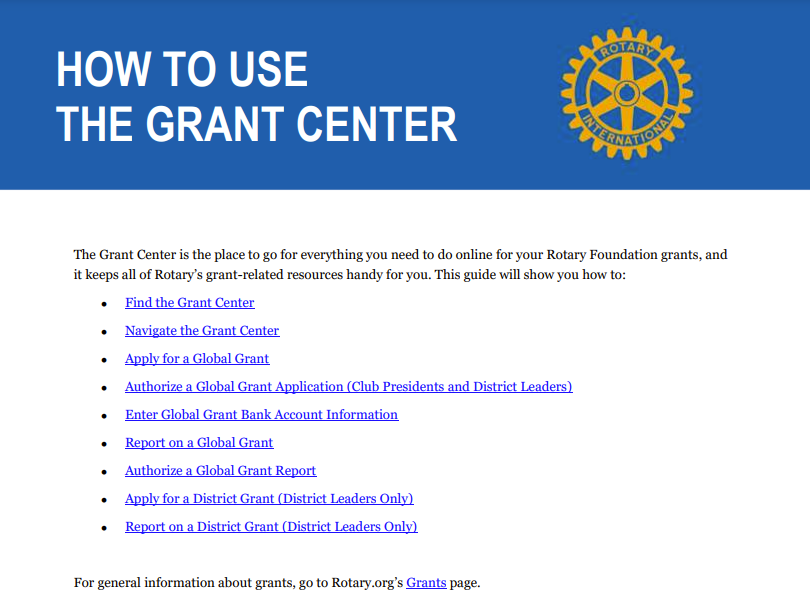 HOW TO USE
THE GRANT CENTER
ROTARY
INTERNATIONAL
The Grant Center is the place to go for everything you need to do online for your Rotary Foundation grants, and
it keeps all of Rotary’s grant-related resources handy for you. This guide will show you how to:
• Find the Grant Center
• Navigate the Grant Center
• Apply for a Global Grant
• Authorize a Global Grant Application (Club Presidents and District Leaders)
• Enter Global Grant Bank Account Information
• Report on a Global Grant
• Authorize a Global Grant Report
• Apply for a District Grant (District Leaders Only)
• Report on a District Grant (District Leaders Only)
For general information about grants, go to Rotary.org’s Grants page.